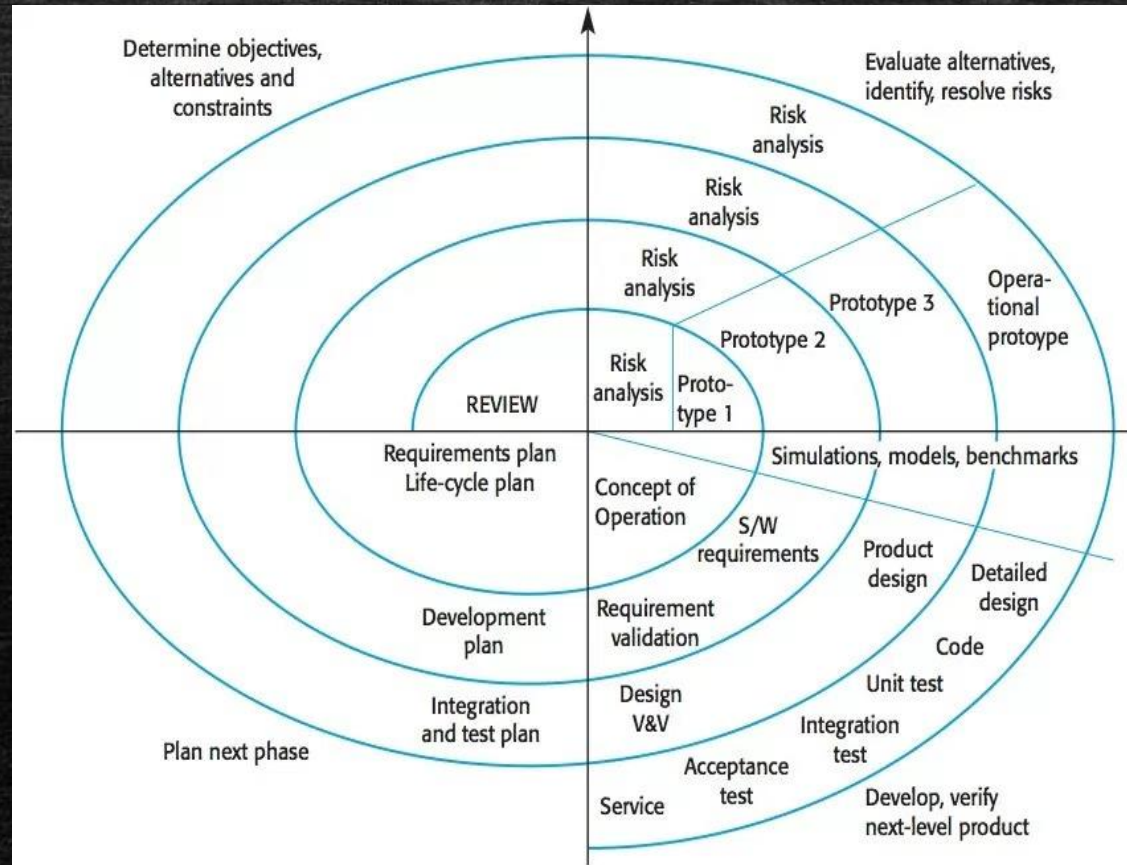 Determine objectives,
alternatives and
constraints
Evaluate alternatives,
identify, resolve risks
Risk
analysis
Risk
analysis
Risk
analysis
Opera-
tional
protoype
Prototype 3
Prototype 2
Risk
analysis
Proto-
type 1
REVIEW
Requirements plan
Life-cycle plan
Simulations, models, benchmarks
Concept of
Operation
S/W
requirements
Product
design
Detailed
design
Development
plan
Requirement
validation
Code
Unit test
Integration
and test plan
Design
V&V
Integration
test
Plan next phase
Acceptance
test
Service
Develop, verify
next-level product